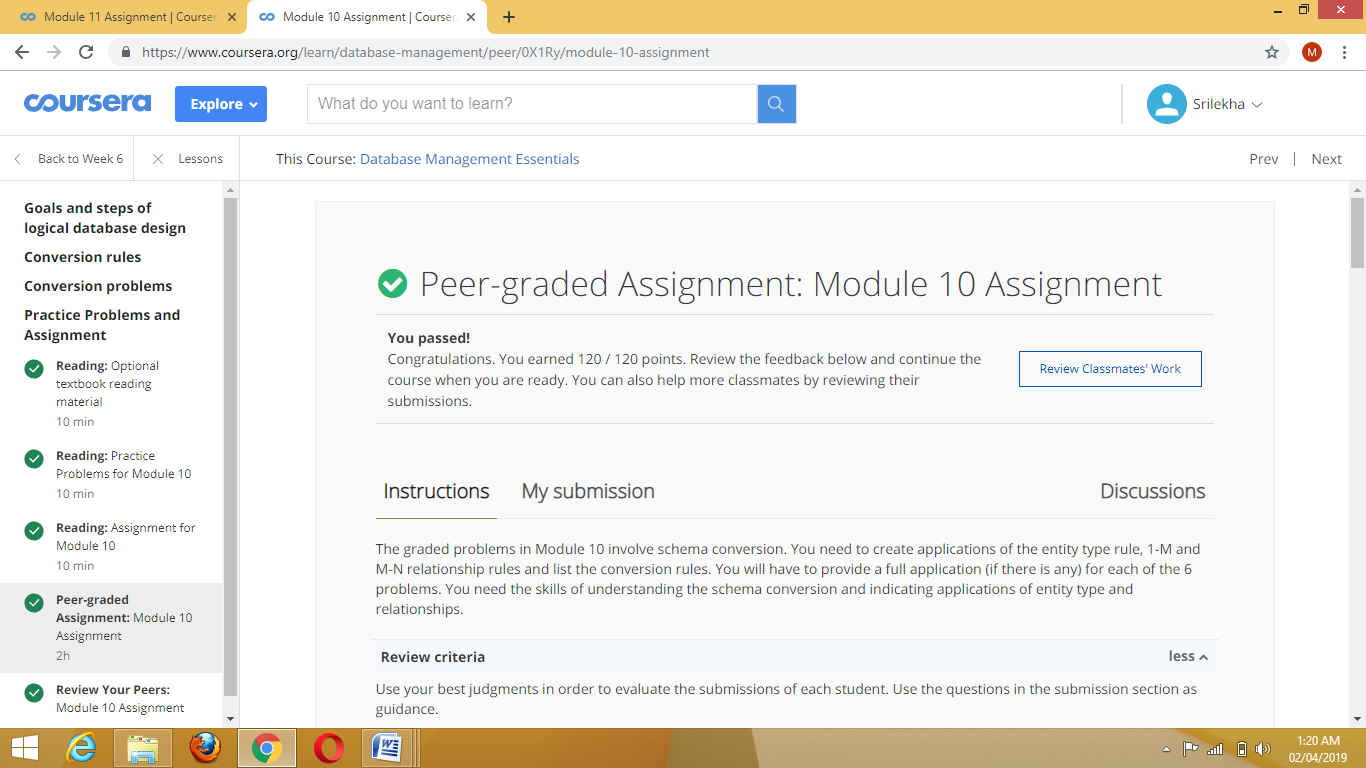 Module 11 Assignment | Courser
Module 10 Assignment | Courser
https://www.coursera.org/learn/database-management/peer/0X1Ry/module-10-assignment
M
coursera
Explore
What do you want to learn?
Srilekha
Back to Week 6
Lessons
This Course: Database Management Essentials
Prev | Next
Goals and steps of
logical database design
Conversion rules
Conversion problems
Practice Problems and
Assignment
Reading: Optional
textbook reading
material
10 min
Reading: Practice
Problems for Module 10
10 min
Reading: Assignment for
Module 10
10 min
Peer-graded
Assignment: Module 10
Assignment
2h
Review Your Peers:
Module 10 Assignment
Peer-graded Assignment: Module 10 Assignment
You passed!
Congratulations. You earned 120 / 120 points. Review the feedback below and continue the
course when you are ready. You can also help more classmates by reviewing their
submissions.
Review Classmates' Work
Instructions
My submission
Discussions
The graded problems in Module 10 involve schema conversion. You need to create applications of the entity type rule, 1-M and
M-N relationship rules and list the conversion rules. You will have to provide a full application (if there is any) for each of the 6
problems. You need the skills of understanding the schema conversion and indicating applications of entity type and
relationships.
Review criteria
less
Use your best judgments in order to evaluate the submissions of each student. Use the questions in the submission section as
guidance.
1:20 AM
02/04/2019